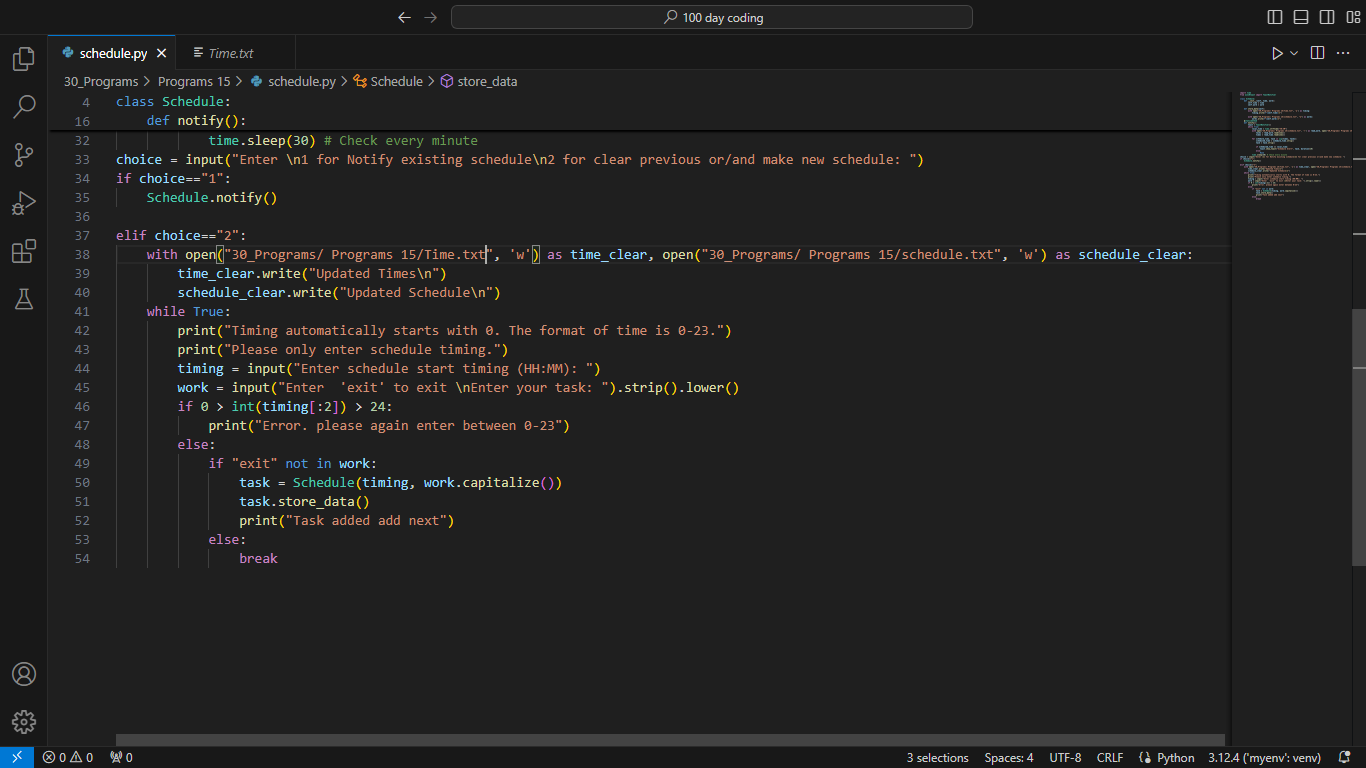 100 day coding
schedule.py
Time.txt
30_Programs > Programs 15 > schedule.py > Schedule > store_data
4 class Schedule:
16     def notify():
32             time.sleep(30) # Check every minute
33 choice = input("Enter \n1 for Notify existing schedule\n2 for clear previous or/and make new schedule: ")
34 if choice=="1":
35     Schedule.notify()
36
37 elif choice=="2":
38     with open("30_Programs/ Programs 15/Time.txt", 'w') as time_clear, open("30_Programs/ Programs 15/schedule.txt", 'w') as schedule_clear:
39         time_clear.write("Updated Times\n")
40         schedule_clear.write("Updated Schedule\n")
41     while True:
42         print("Timing automatically starts with 0. The format of time is 0-23.")
43         print("Please only enter schedule timing.")
44         timing = input("Enter schedule start timing (HH:MM): ")
45         work = input("Enter  'exit' to exit \nEnter your task: ").strip().lower()
46         if 0 > int(timing[:2]) > 24:
47             print("Error. please again enter between 0-23")
48         else:
49             if "exit" not in work:
50                 task = Schedule(timing, work.capitalize())
51                 task.store_data()
52                 print("Task added add next")
53             else:
54                 break
0 0 0 3 selections Spaces: 4 UTF-8 CRLF Python 3.12.4 ('myenv': venv)